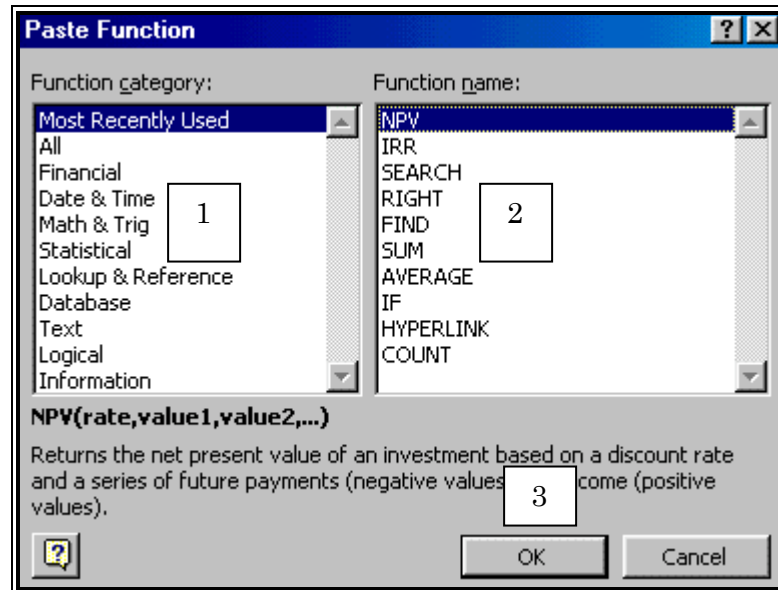 Paste Function
Function category:
Function name:
Most Recently Used
All
Financial
Date & Time
Math & Trig
Statistical
Lookup & Reference
Database
Text
Logical
Information
1
NPV
IRR
SEARCH
RIGHT
FIND
SUM
AVERAGE
IF
HYPERLINK
COUNT
2
NPV(rate,value1,value2,...)
Returns the net present value of an investment based on a discount rate
and a series of future payments (negative values 3 come (positive
values).
OK
Cancel